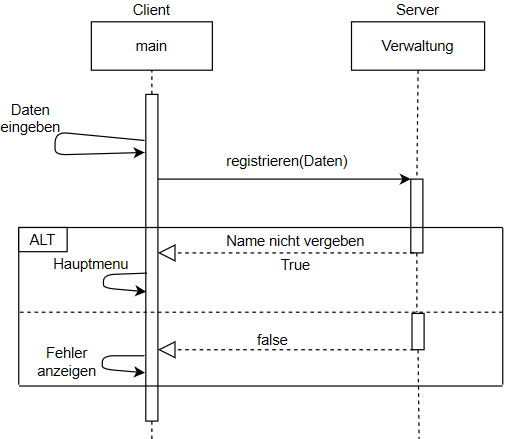 Client
Server
main
Verwaltung
Daten
eingeben
registrieren(Daten)
ALT
Name nicht vergeben
Hauptmenu
True
false
Fehler
anzeigen